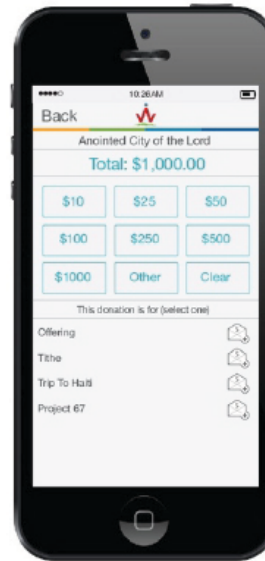 10:26AM
Back
Anointed City of the Lord
Total: $1,000.00
$10 $25 $50
$100 $250 $500
$1000 Other Clear
This donation is for (select one)
Offering
Tithe
Trip To Haiti
Project 67